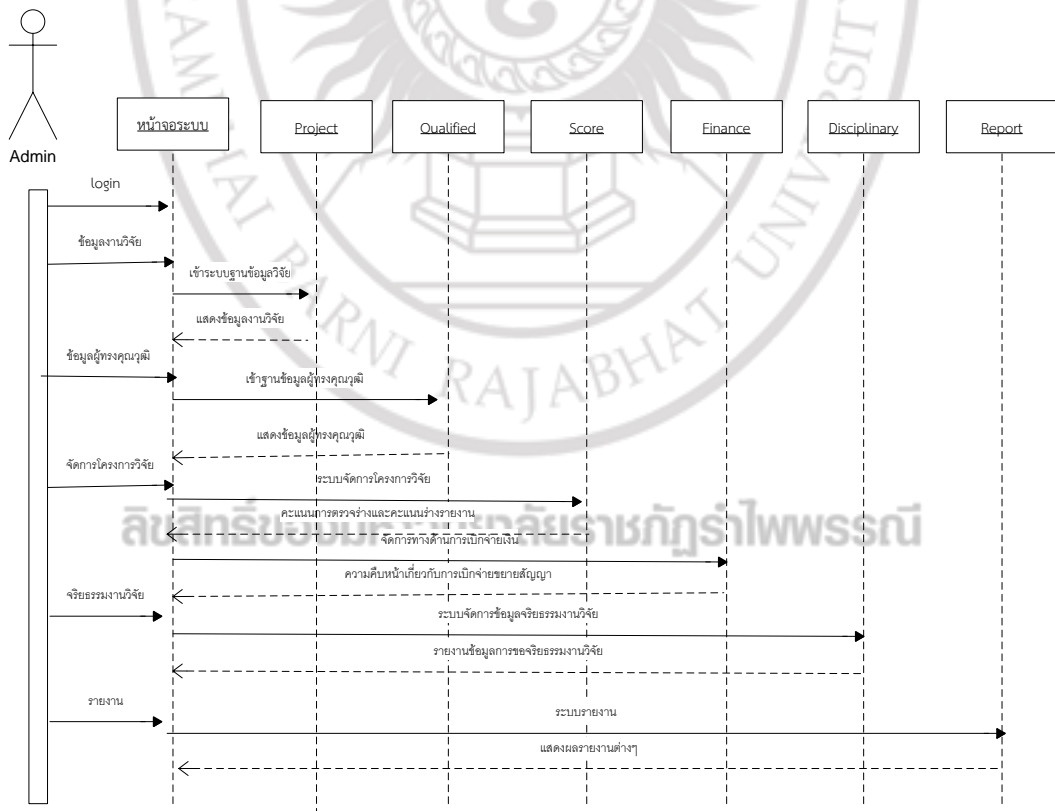 Admin
หน้าจอระบบ
Project
Qualified
Score
Finance
Disciplinary
Report
login
ข้อมูลงานวิจัย
เข้าระบบฐานข้อมูลวิจัย
แสดงข้อมูลงานวิจัย
ข้อมูลผู้ทรงคุณวุฒิ
เข้าฐานข้อมูลผู้ทรงคุณวุฒิ
แสดงข้อมูลผู้ทรงคุณวุฒิ
จัดการโครงการวิจัย
ระบบจัดการโครงการวิจัย
คะแนนการตรวจร่างและคะแนนร่างรายงาน
จัดการทางด้านการเบิกจ่ายเงิน
ความคืบหน้าเกี่ยวกับการเบิกจ่ายขยายสัญญา
จริยธรรมงานวิจัย
ระบบจัดการข้อมูลจริยธรรมงานวิจัย
รายงานข้อมูลการขอจริยธรรมงานวิจัย
รายงาน
ระบบรายงาน
แสดงผลรายงานต่างๆ
ลิขสิทธิ์ของมหาวิทยาลัยราชภัฏรำไพพรรณี
BARNI RAJABHAT